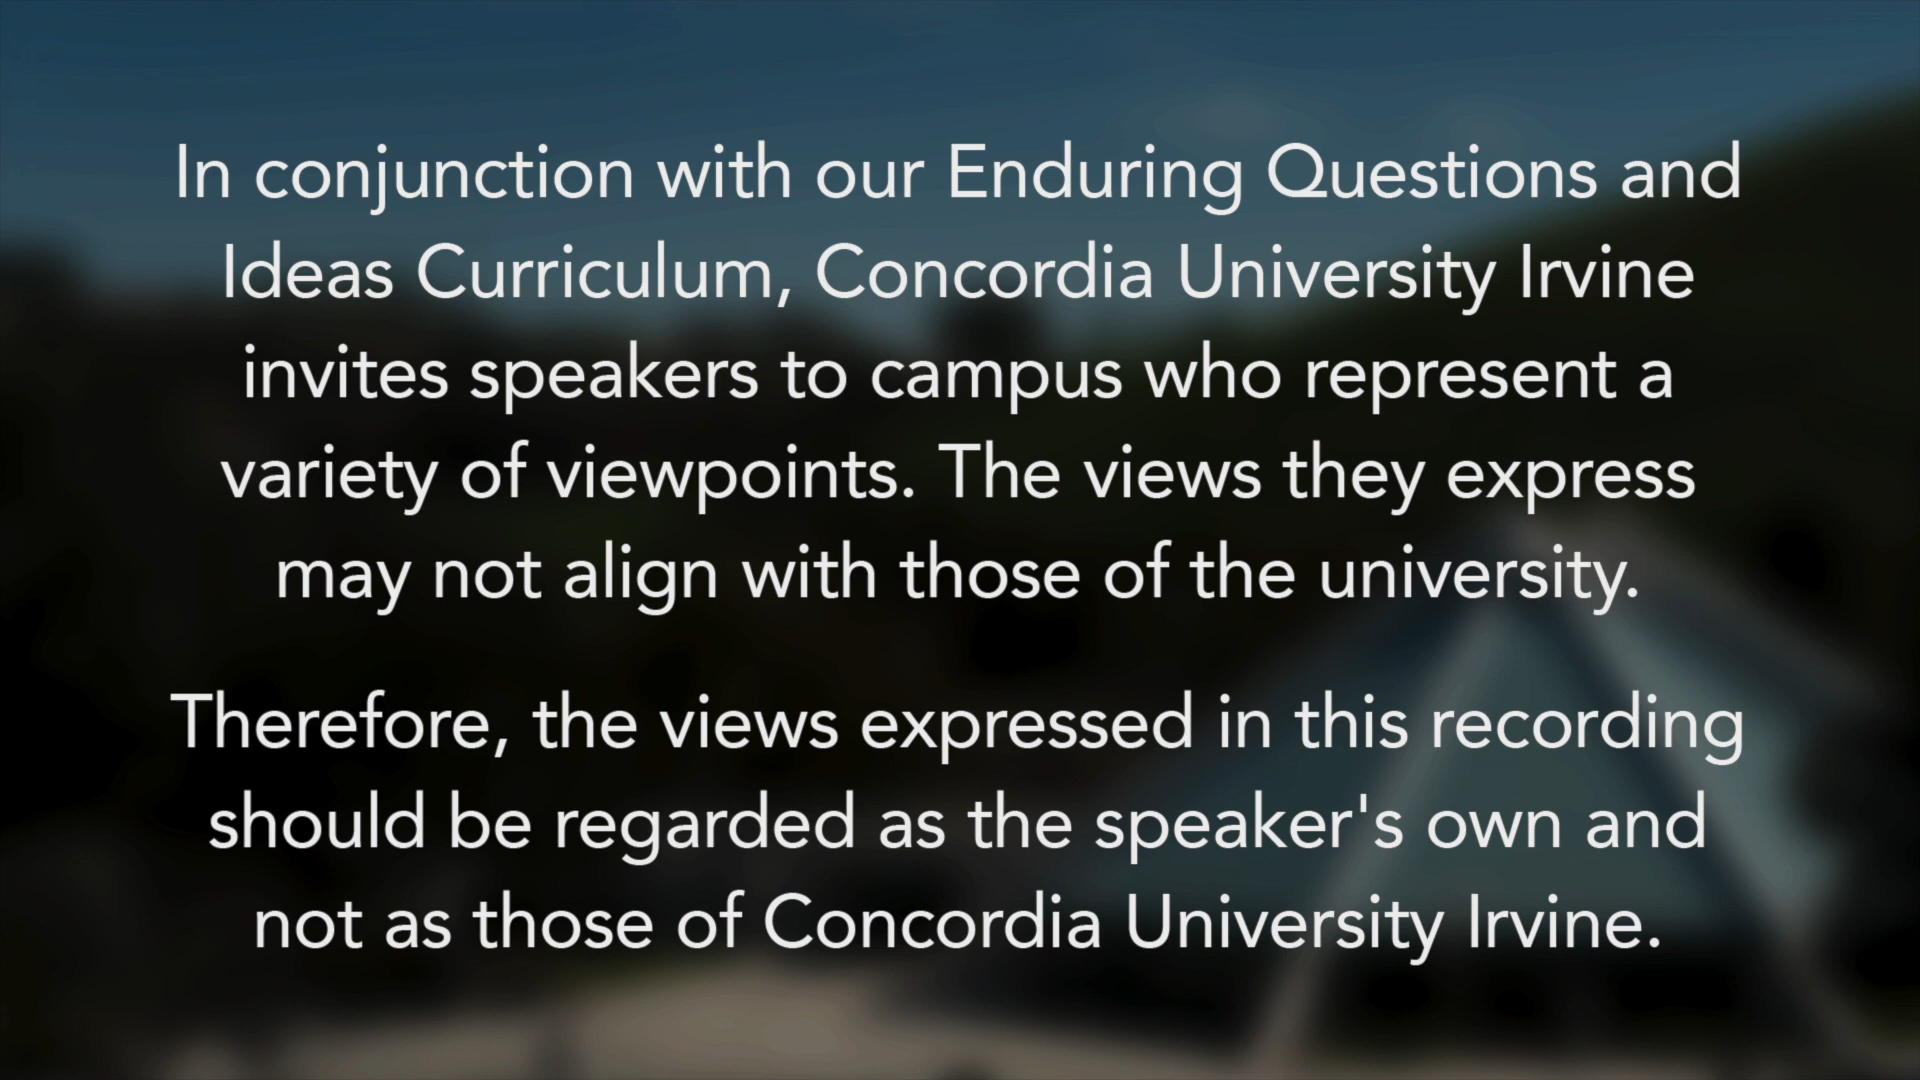 In conjunction with our Enduring Questions and
Ideas Curriculum, Concordia University Irvine
invites speakers to campus who represent a
variety of viewpoints. The views they express
may not align with those of the university.
Therefore, the views expressed in this recording
should be regarded as the speaker's own and
not as those of Concordia University Irvine.